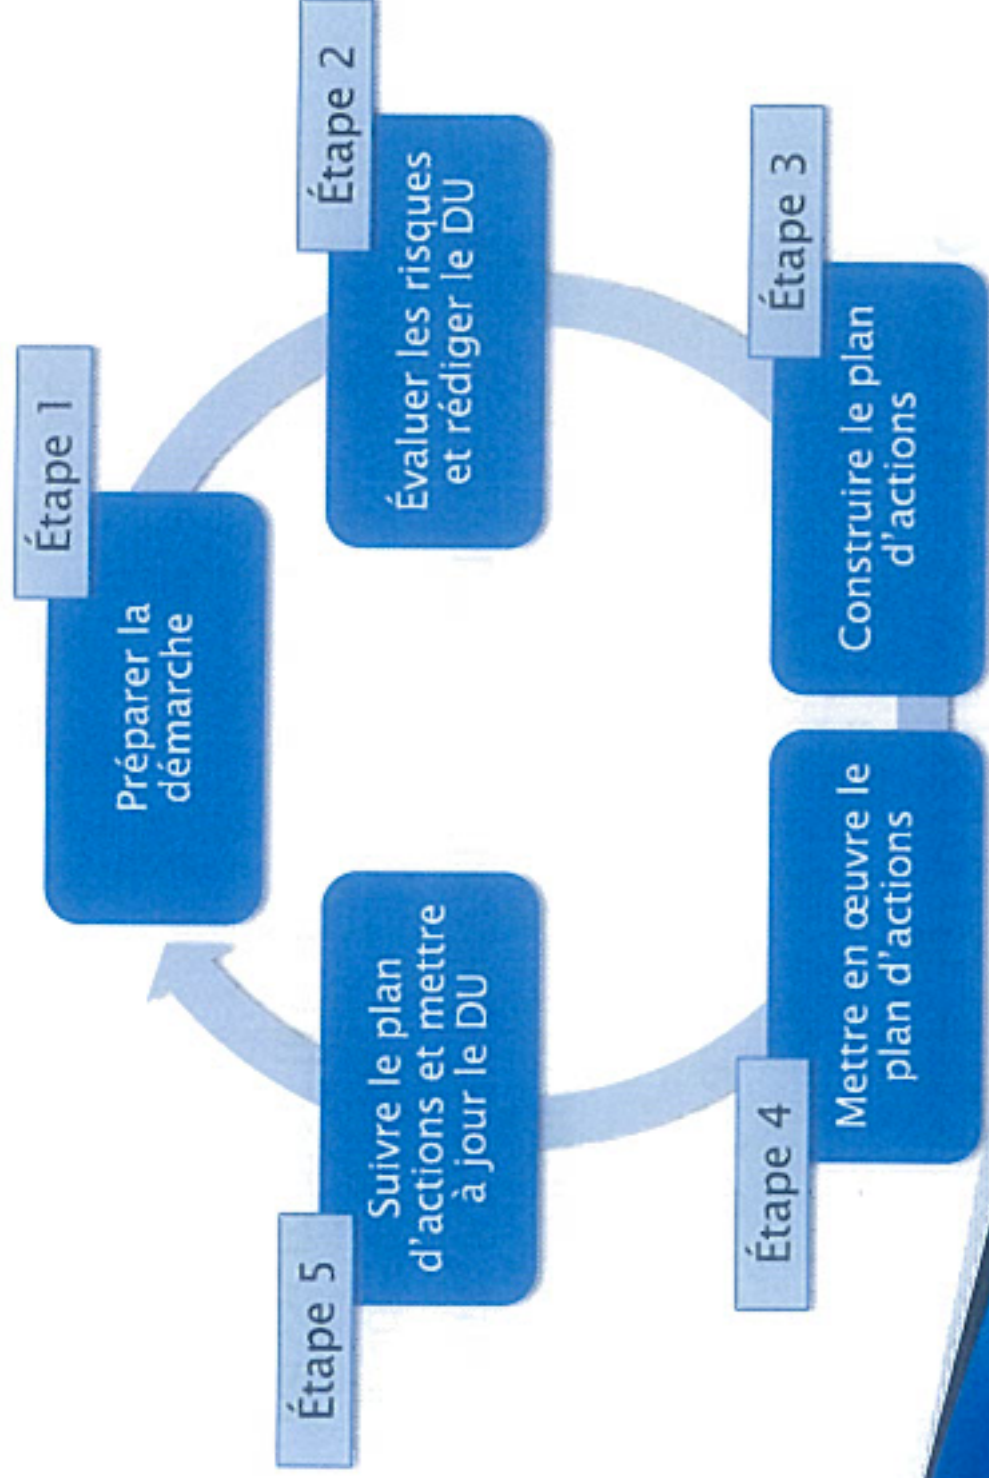 Étape 1
Préparer la
démarche
Étape 2
Évaluer les risques
et rédiger le DU
Étape 3
Construire le plan
d'actions
Étape 4
Mettre en œuvre le
plan d'actions
Étape 5
Suivre le plan
d'actions et mettre
à jour le DU